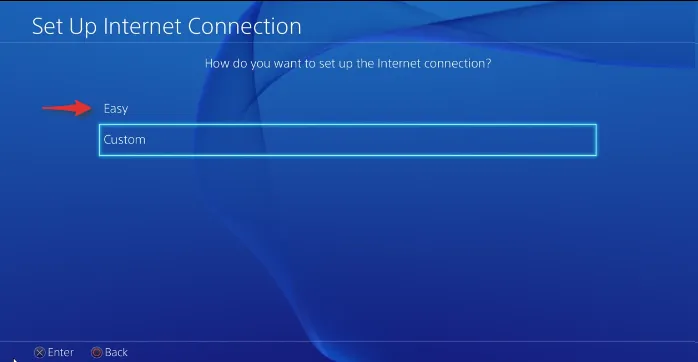 Set Up Internet Connection
How do you want to set up the Internet connection?
Easy
Custom
Enter Back